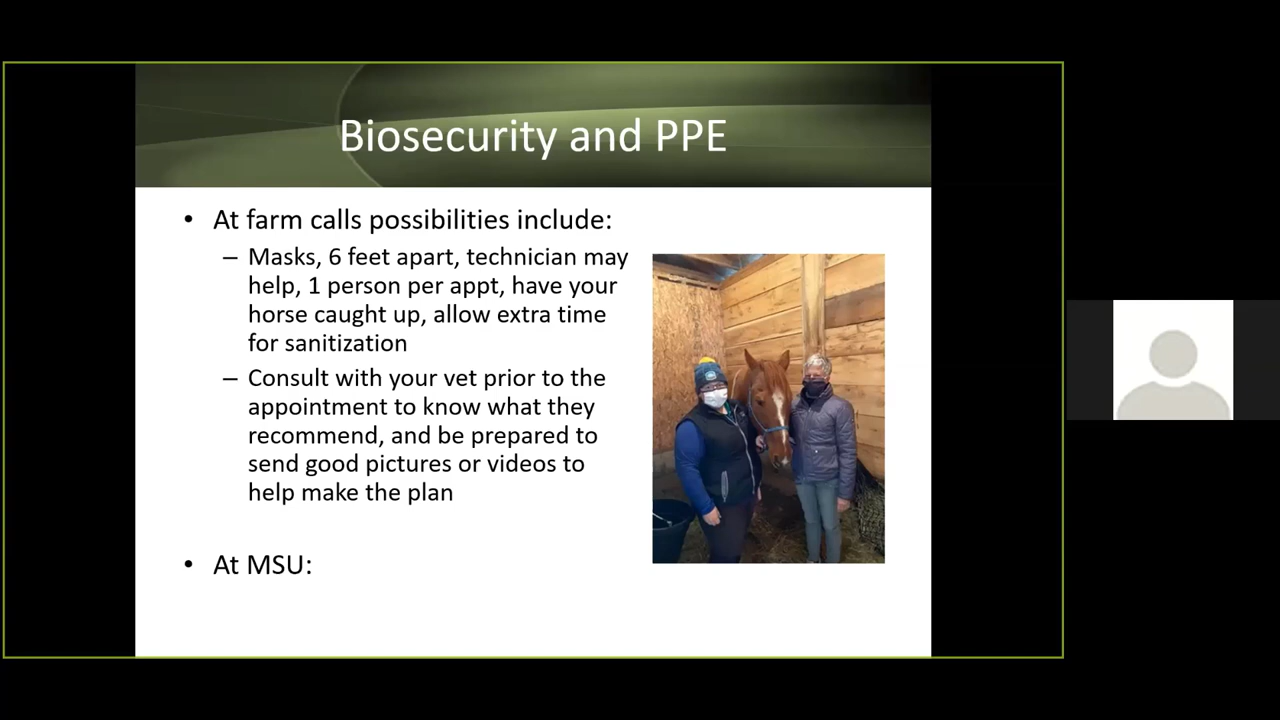 Biosecurity and PPE
• At farm calls possibilities include:
– Masks, 6 feet apart, technician may
help, 1 person per appt, have your
horse caught up, allow extra time
for sanitization
– Consult with your vet prior to the
appointment to know what they
recommend, and be prepared to
send good pictures or videos to
help make the plan
• At MSU: